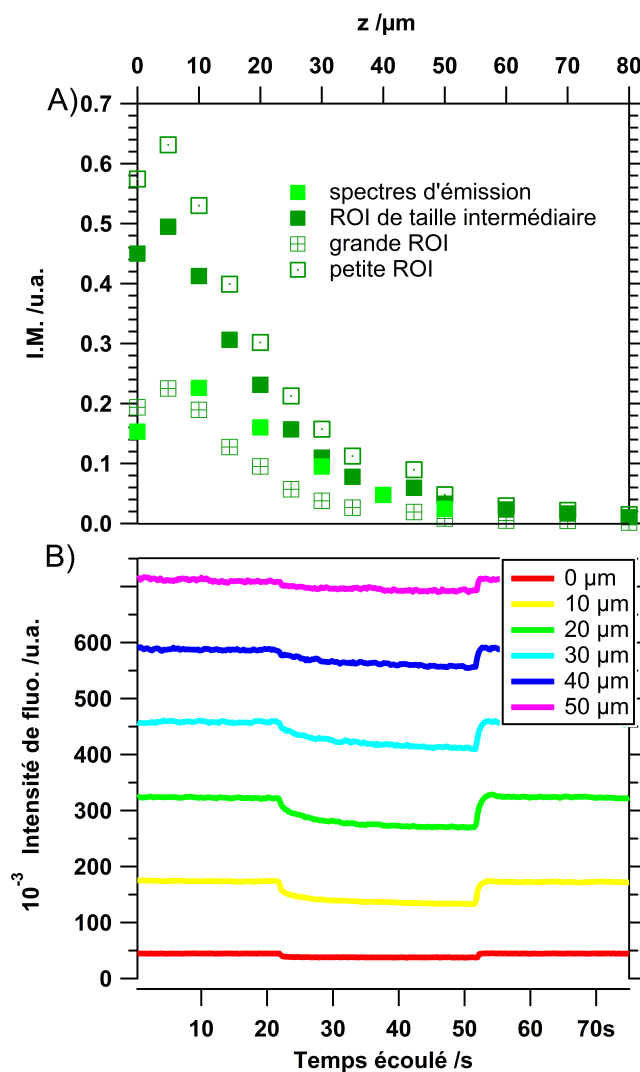 z /µm
0 10 20 30 40 50 60 70 80
A)
0.7
0.6
0.5
0.4
0.3
0.2
0.1
0.0
I.M. /u.a.
spectres d'émission
ROI de taille intermédiaire
grande ROI
petite ROI
B)
600
500
400
300
200
100
0
10⁻³ Intensité de fluo. /u.a.
0 µm
10 µm
20 µm
30 µm
40 µm
50 µm
10 20 30 40 50 60 70s
Temps écoulé /s